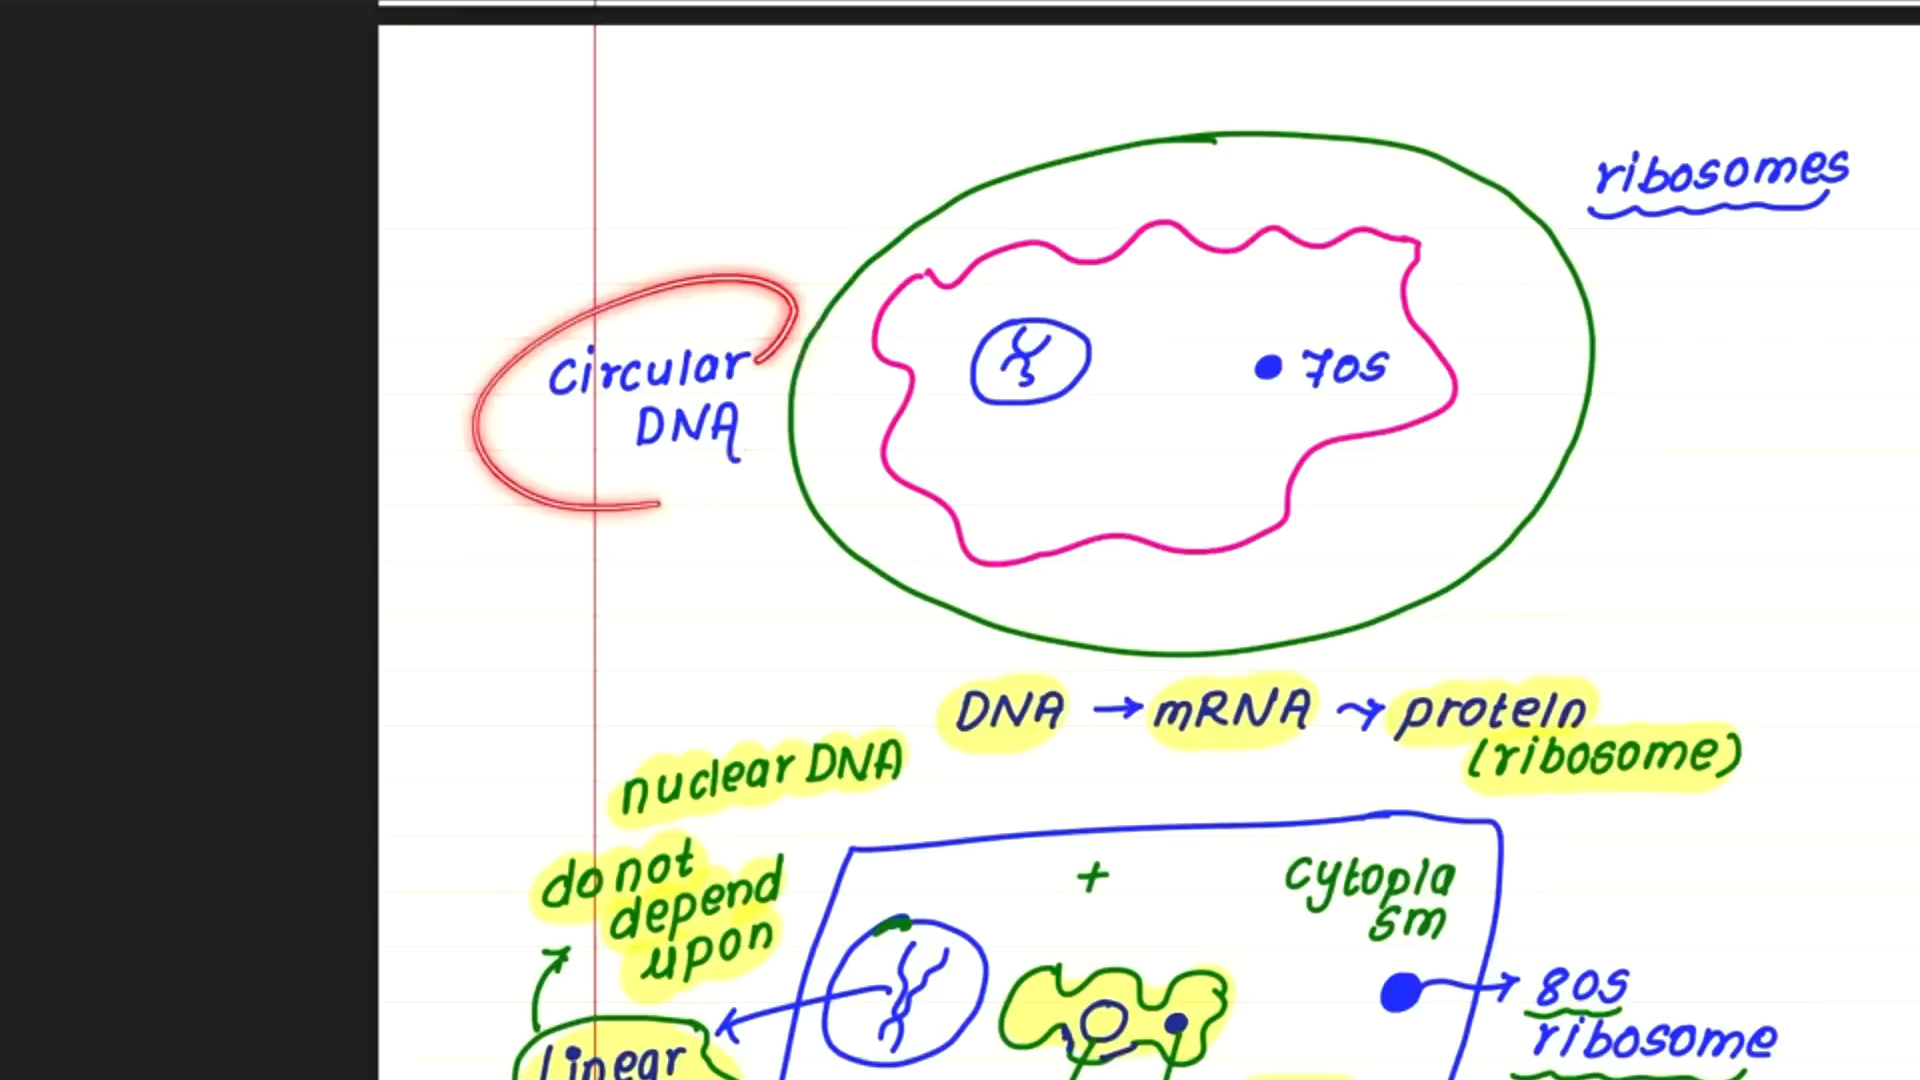 ribosomes
circular
DNA
70S
DNA → mRNA → protein
(ribosome)
nuclear DNA
do not
depend
upon
+
cytopla
sm
80S
ribosome
Linear